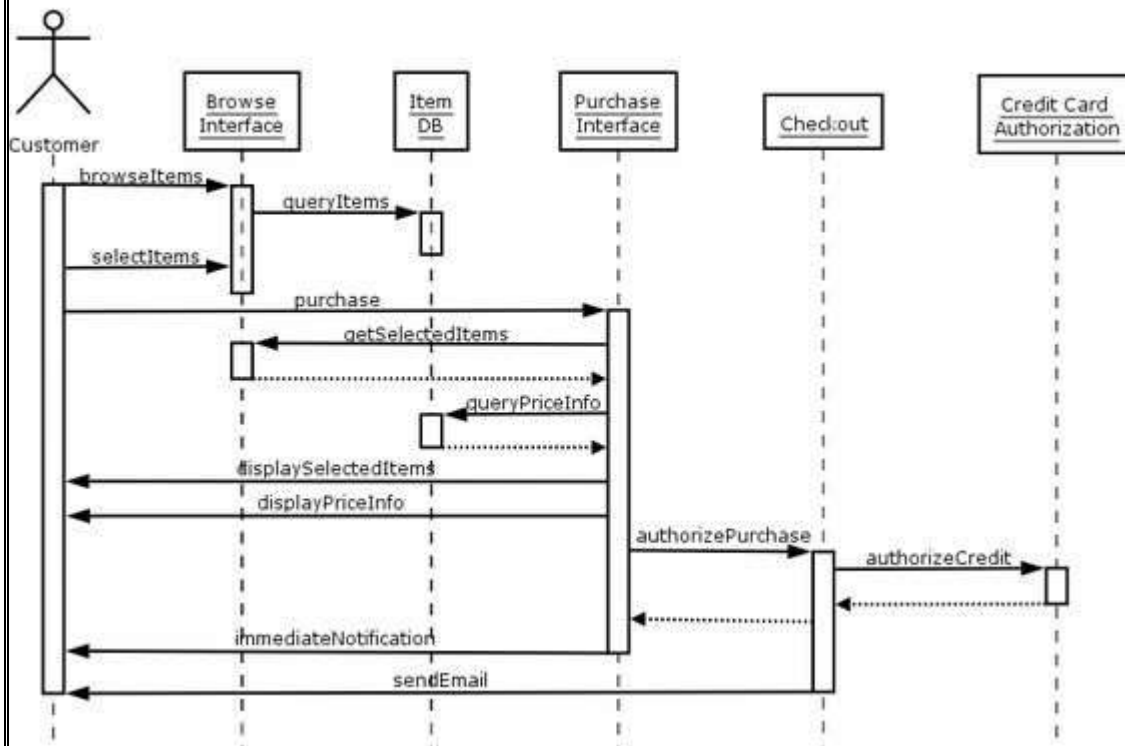 Customer
Browse
Interface
Item
DB
Purchase
Interface
Checkout
Credit Card
Authorization
browseItems
queryItems
selectItems
purchase
getSelectedItems
queryPriceInfo
displaySelectedItems
displayPriceInfo
authorizePurchase
authorizeCredit
immediateNotification
sendEmail